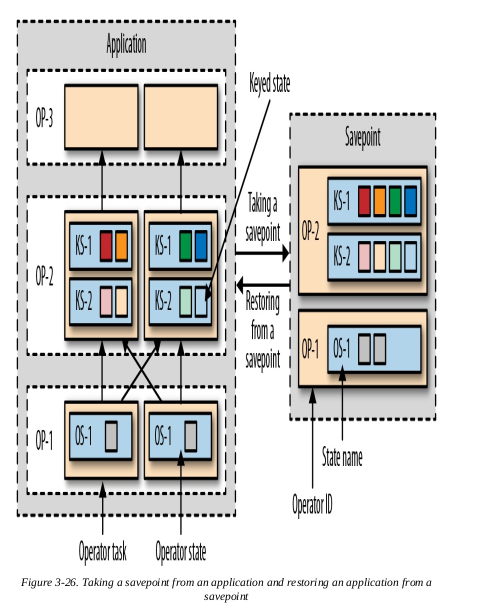 Application
Keyed state
OP-3
Savepoint
KS-1
OP-2
KS-2
Taking a
savepoint
OP-2
KS-1
KS-1
KS-2
KS-2
Restoring
from a
savepoint
OP-1
OS-1
OP-1
OS-1
OS-1
State name
Operator ID
Operator task
Operator state
Figure 3-26. Taking a savepoint from an application and restoring an application from a
savepoint